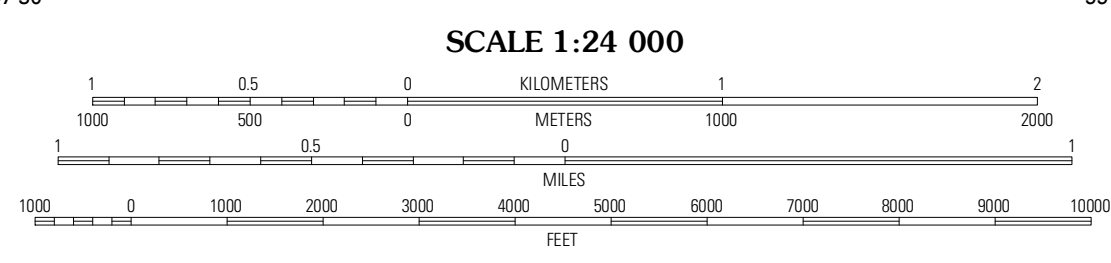 SCALE 1:24 000
1 0.5 0 KILOMETERS 1 2
1000 500 0 METERS 1000 2000
1 0.5 0 1
MILES
1000 0 1000 2000 3000 4000 5000 6000 7000 8000 9000 10000
FEET